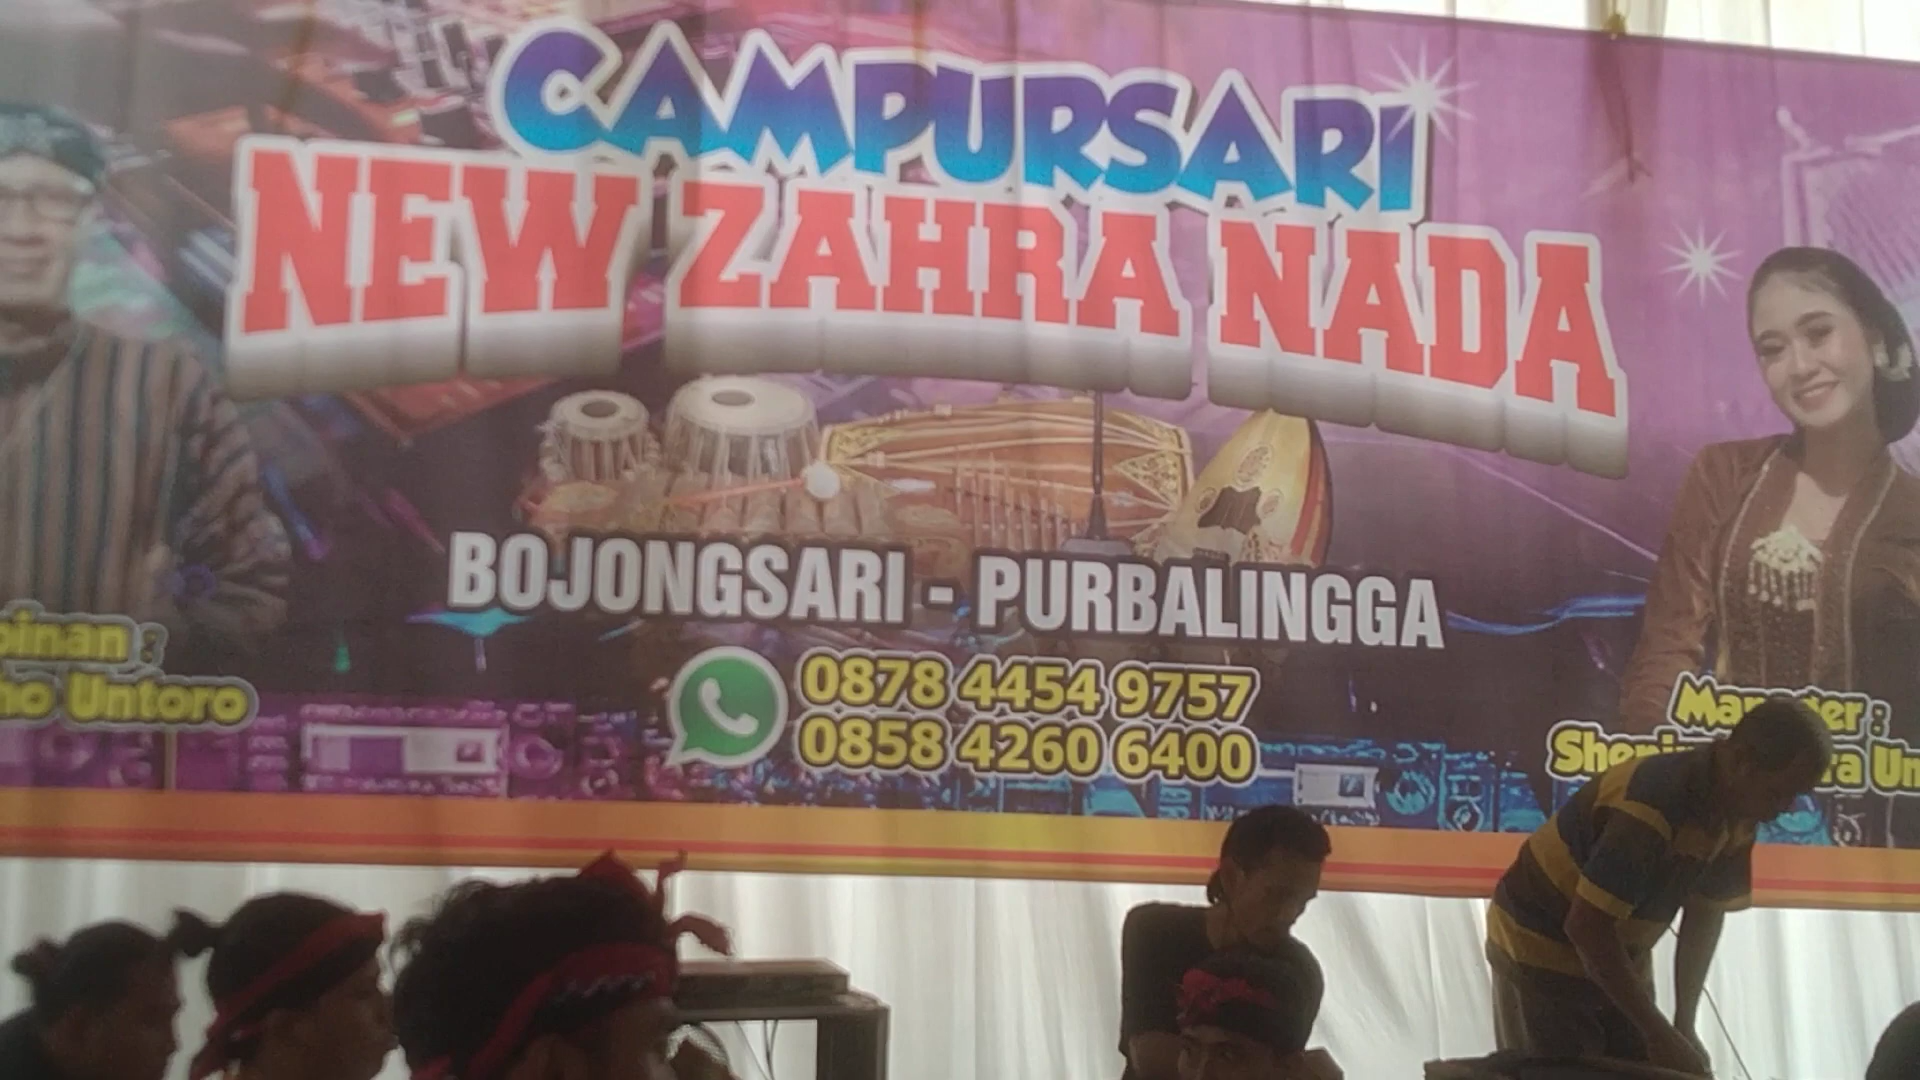 CAMPURSARI
NEW ZAHRA NADA
BOJONGSARI - PURBALINGGA
0878 4454 9757
0858 4260 6400
Untoro